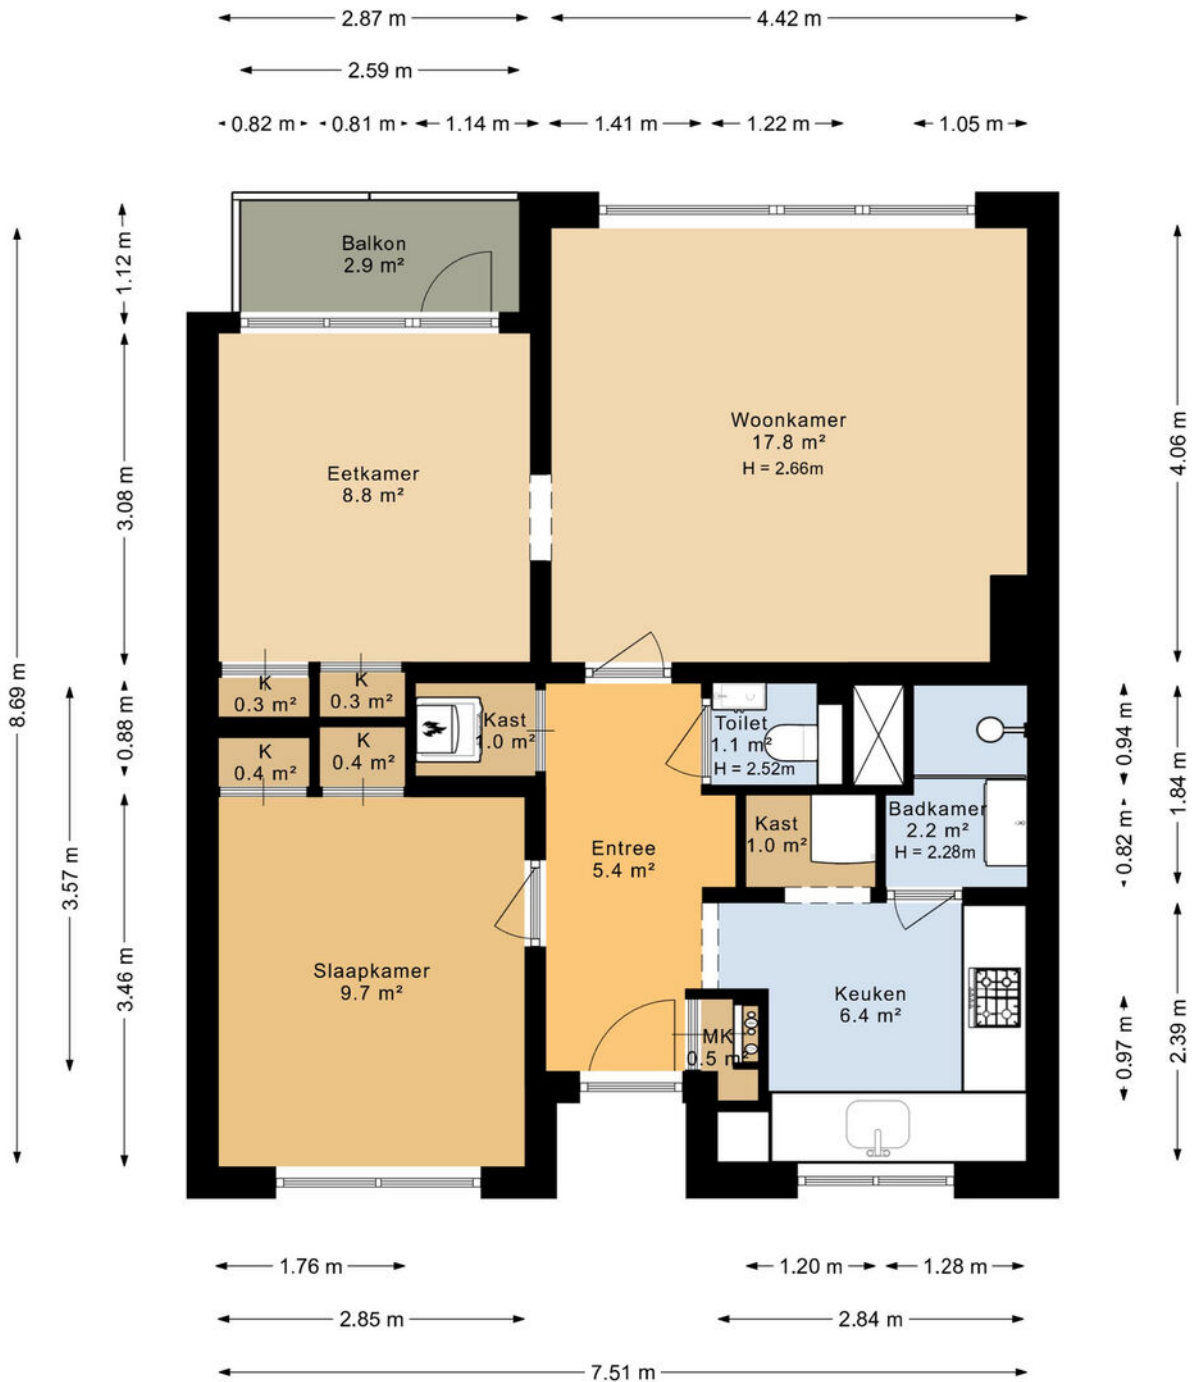 2.87 m
4.42 m
2.59 m
0.82 m
0.81 m
1.14 m
1.41 m
1.22 m
1.05 m
1.12 m
Balkon
2.9 m²
Woonkamer
17.8 m²
H = 2.66m
4.06 m
Eetkamer
8.8 m²
3.08 m
8.69 m
K
0.3 m²
K
0.3 m²
K
0.4 m²
K
0.4 m²
0.88 m
Kast
1.0 m²
Toilet
1.1 m²
H = 2.52m
0.94 m
1.84 m
Kast
1.0 m²
Badkamer
2.2 m²
H = 2.28m
0.82 m
Entree
5.4 m²
3.57 m
3.46 m
Slaapkamer
9.7 m²
Keuken
6.4 m²
MK
0.5 m²
0.97 m
2.39 m
1.76 m
1.20 m
1.28 m
2.85 m
2.84 m
7.51 m